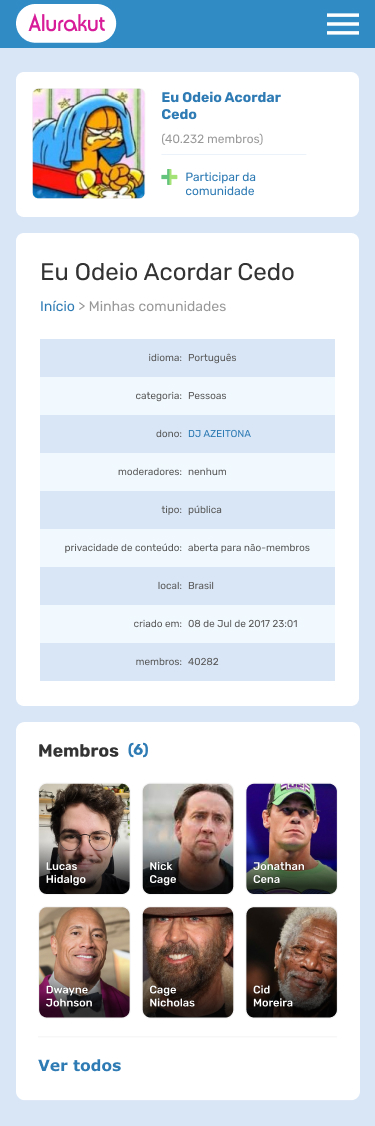 Alurakut
Eu Odeio Acordar
Cedo
(40.232 membros)
Participar da
comunidade
Eu Odeio Acordar Cedo
Início > Minhas comunidades
idioma: Português
categoria: Pessoas
dono: DJ AZEITONA
moderadores: nenhum
tipo: pública
privacidade de conteúdo: aberta para não-membros
local: Brasil
criado em: 08 de Jul de 2017 23:01
membros: 40282
Membros (6)
Lucas
Hidalgo
Nick
Cage
Jonathan
Cena
Dwayne
Johnson
Cage
Nicholas
Cid
Moreira
Ver todos